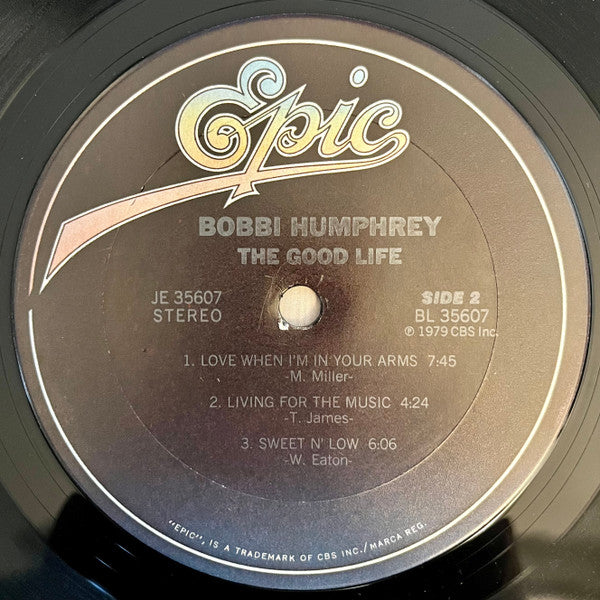 Epic
BOBBI HUMPHREY
THE GOOD LIFE
JE 35607
STEREO
SIDE 2
BL 35607
℗ 1979 CBS Inc.
1. LOVE WHEN I'M IN YOUR ARMS 7:45
-M. Miller-
2. LIVING FOR THE MUSIC 4:24
-T. James-
3. SWEET N' LOW 6:06
-W. Eaton-
"EPIC", IS A TRADEMARK OF CBS INC./MARCA REG.